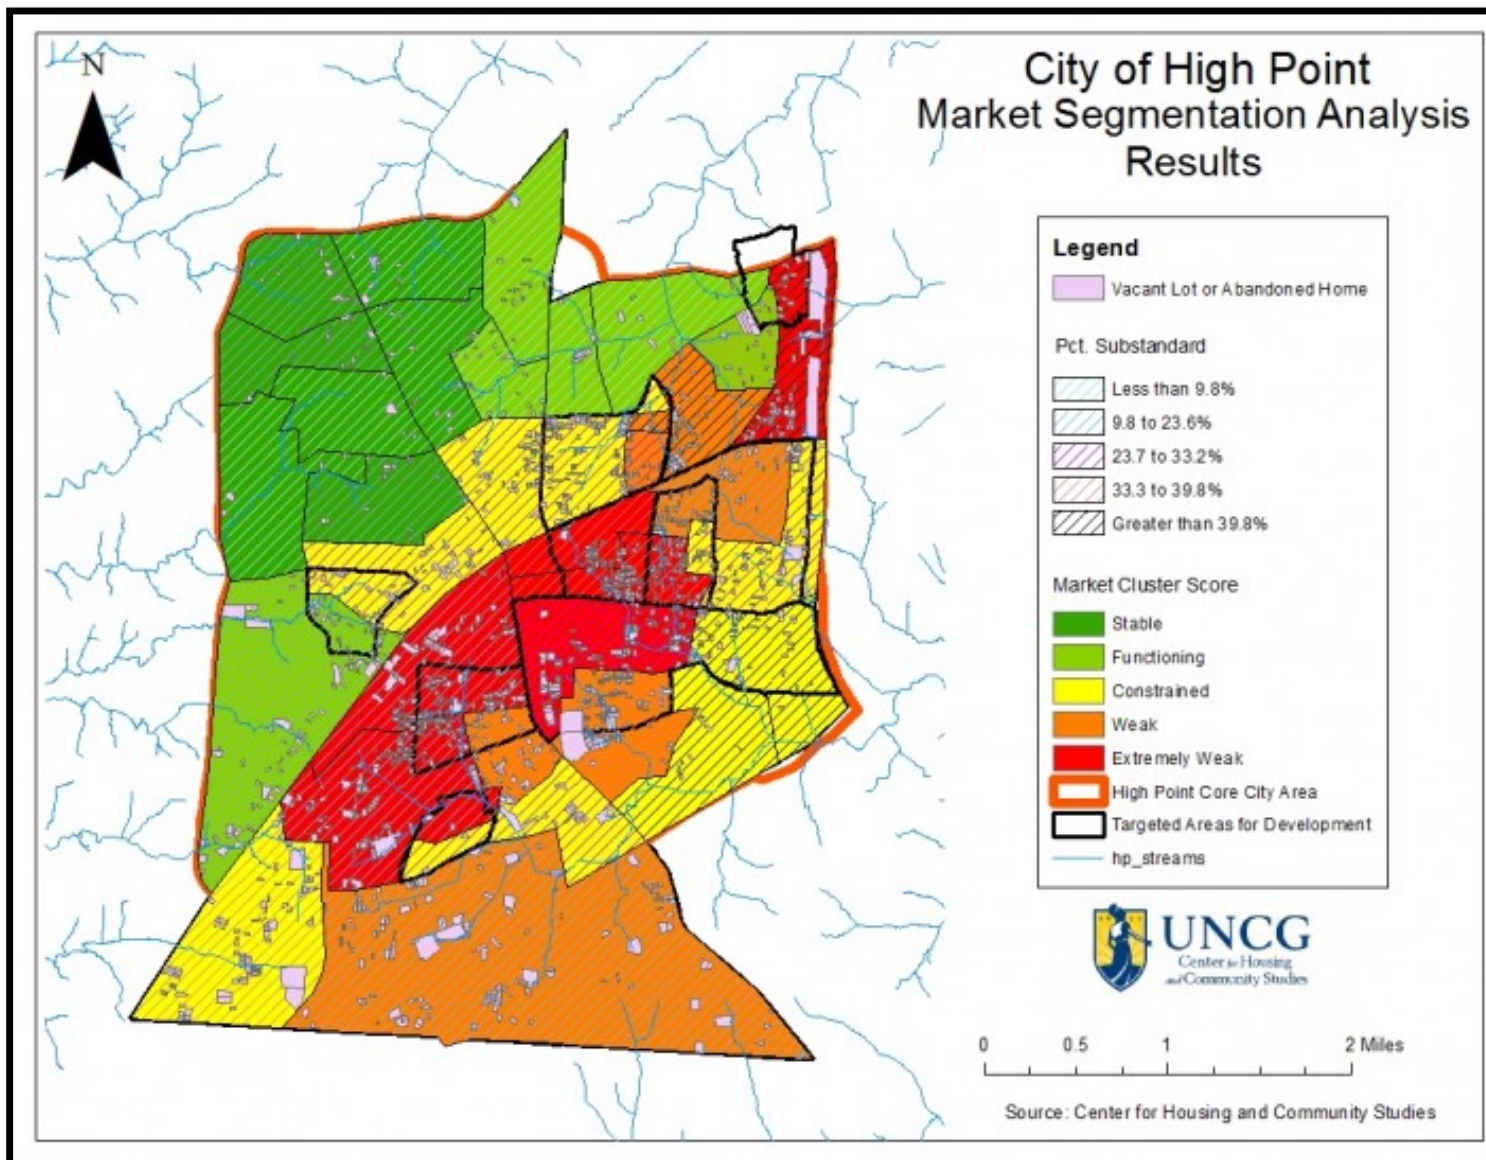 N
City of High Point
Market Segmentation Analysis
Results
Legend
Vacant Lot or Abandoned Home
Pct. Substandard
Less than 9.8%
9.8 to 23.6%
23.7 to 33.2%
33.3 to 39.8%
Greater than 39.8%
Market Cluster Score
Stable
Functioning
Constrained
Weak
Extremely Weak
High Point Core City Area
Targeted Areas for Development
hp_streams
UNCG
Center for Housing
and Community Studies
0 0.5 1 2 Miles
Source: Center for Housing and Community Studies